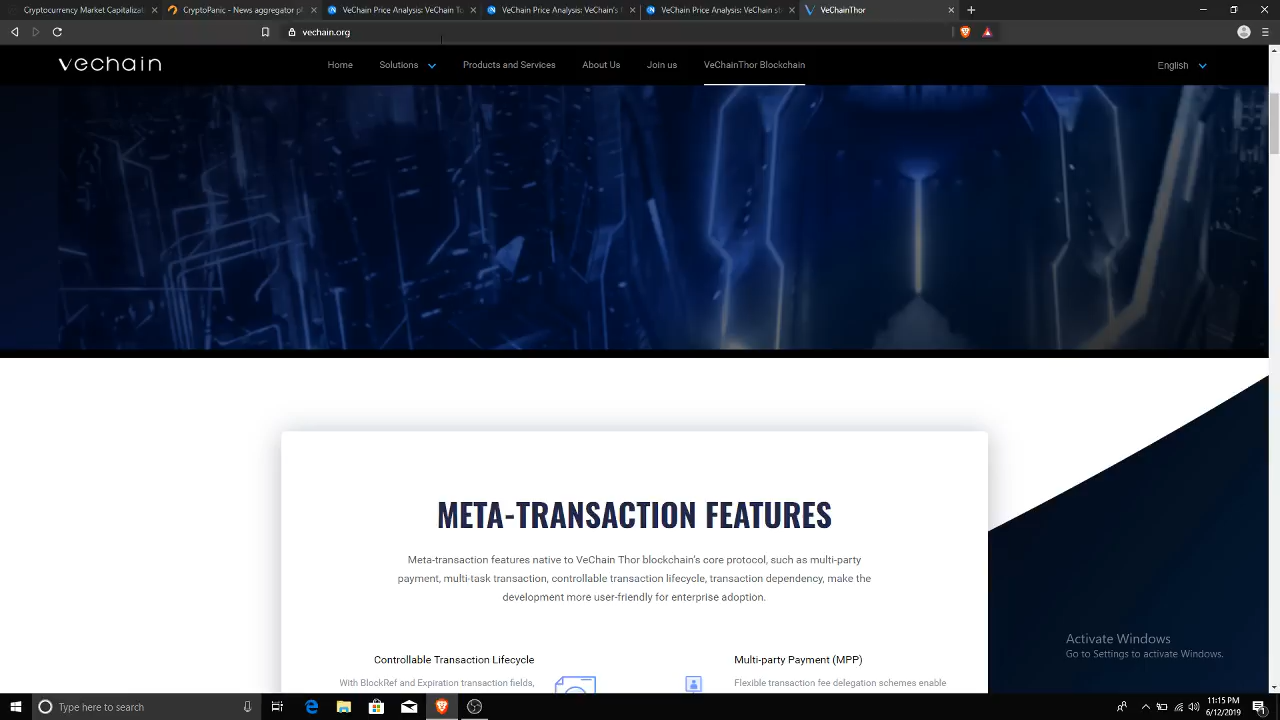 Cryptocurrency Market Capitalizat
CryptoPanic - News aggregator pl
VeChain Price Analysis: VeChain To
VeChain Price Analysis: VeChain's
VeChain Price Analysis: VeChain st
VeChainThor
vechain.org
vechain
Home
Solutions
Products and Services
About Us
Join us
VeChainThor Blockchain
English
META-TRANSACTION FEATURES
Meta-transaction features native to VeChain Thor blockchain's core protocol, such as multi-party
payment, multi-task transaction, controllable transaction lifecycle, transaction dependency, make the
development more user-friendly for enterprise adoption.
Controllable Transaction Lifecycle
With BlockRef and Expiration transaction fields,
Multi-party Payment (MPP)
Flexible transaction fee delegation schemes enable
Activate Windows
Go to Settings to activate Windows.
Type here to search
11:15 PM
6/12/2019